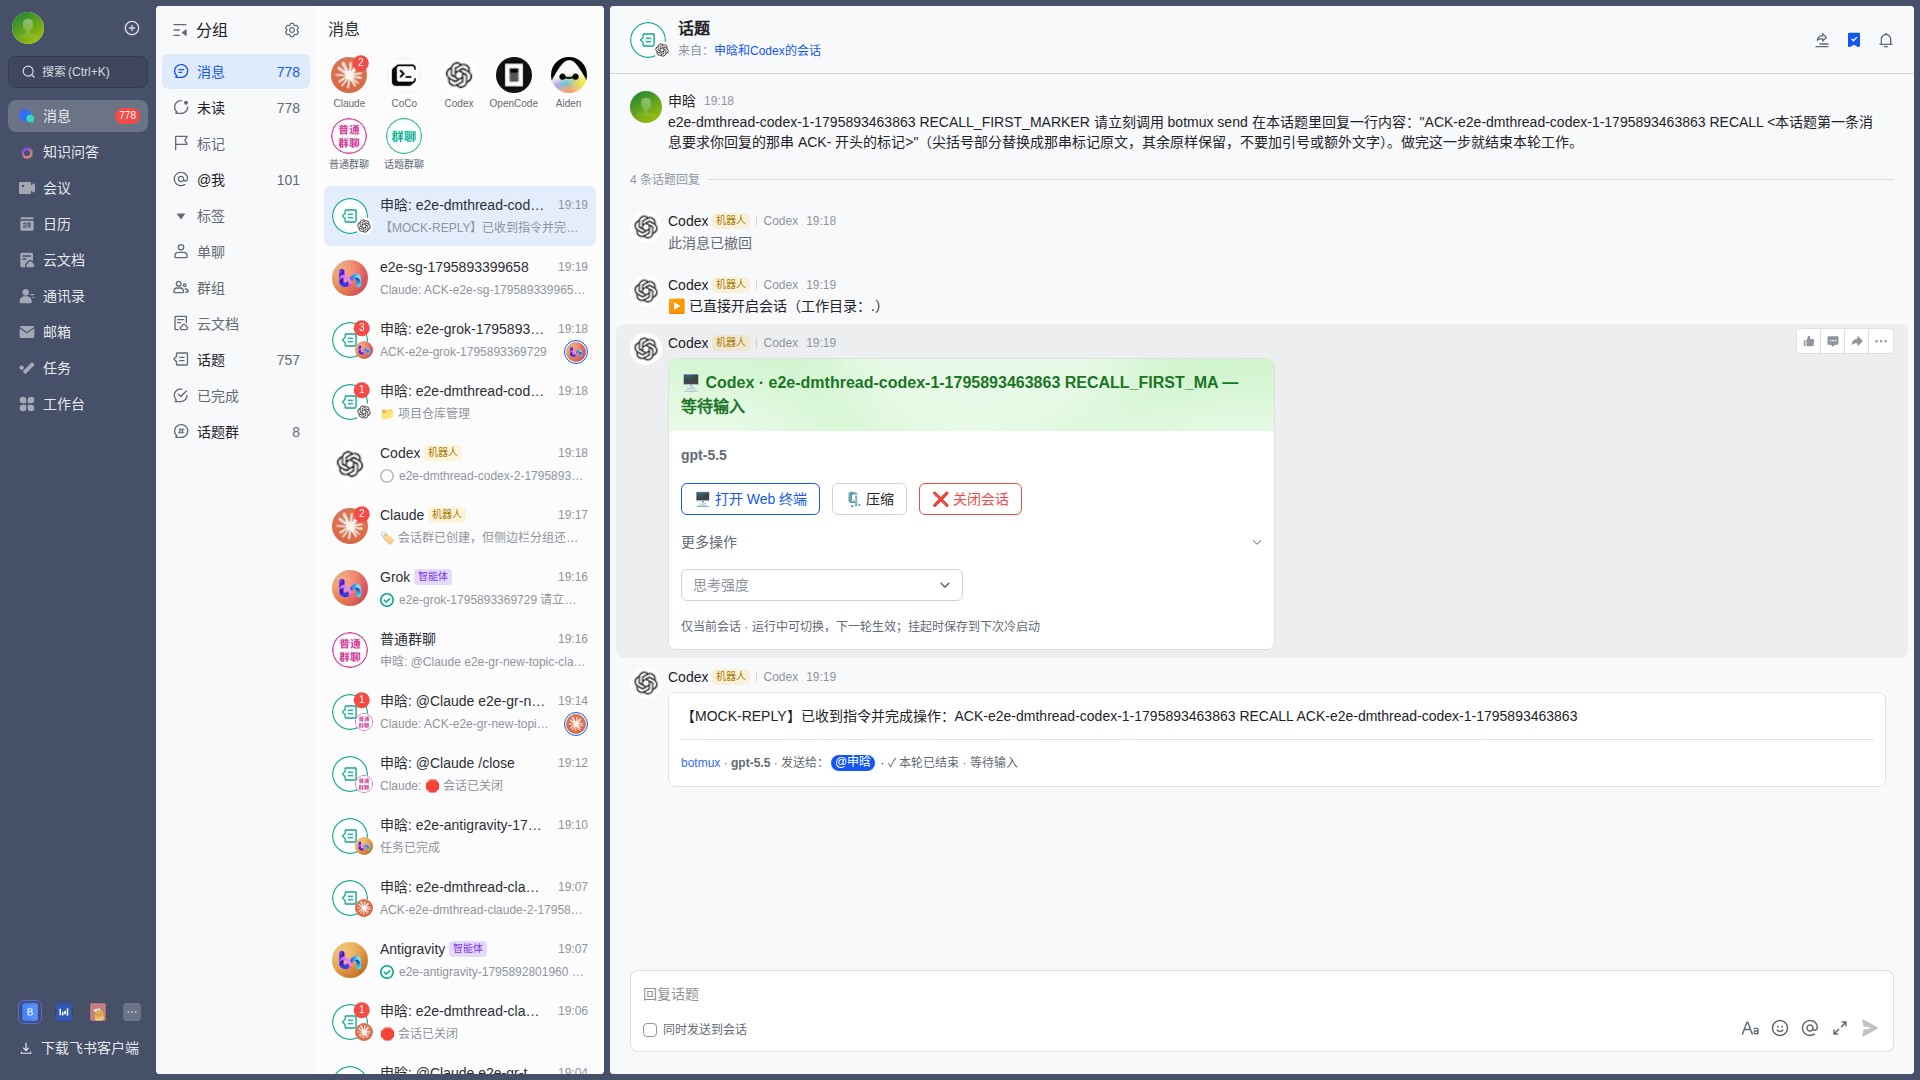 搜索 (Ctrl+K)
消息 778
知识问答
会议
日历
云文档
通讯录
邮箱
任务
工作台
下载飞书客户端
分组
消息 778
未读 778
标记
@我 101
标签
单聊
群组
云文档
话题 757
已完成
话题群 8
消息
2
Claude CoCo Codex OpenCode Aiden
普通群聊 群聊
普通群聊 话题群聊
申晗: e2e-dmthread-cod... 19:19
【MOCK-REPLY】已收到指令并完...
e2e-sg-1795893399658 19:19
Claude: ACK-e2e-sg-179589339965...
3
申晗: e2e-grok-1795893... 19:18
ACK-e2e-grok-1795893369729
1
申晗: e2e-dmthread-cod... 19:18
📁 项目仓库管理
Codex 机器人 19:18
e2e-dmthread-codex-2-1795893...
2
Claude 机器人 19:17
🏷️ 会话群已创建，但侧边栏分组还...
Grok 智能体 19:16
e2e-grok-1795893369729 请立...
普通群聊
普通群聊 19:16
申晗: @Claude e2e-gr-new-topic-cla...
1
申晗: @Claude e2e-gr-n... 19:14
Claude: ACK-e2e-gr-new-topi...
申晗: @Claude /close 19:12
Claude: 🛑 会话已关闭
申晗: e2e-antigravity-17... 19:10
任务已完成
申晗: e2e-dmthread-cla... 19:07
ACK-e2e-dmthread-claude-2-17958...
Antigravity 智能体 19:07
e2e-antigravity-1795892801960 ...
1
申晗: e2e-dmthread-cla... 19:06
🛑 会话已关闭
申晗: @Claude e2e-gr-t... 19:04
话题
来自：申晗和Codex的会话
申晗 19:18
e2e-dmthread-codex-1-1795893463863 RECALL_FIRST_MARKER 请立刻调用 botmux send 在本话题里回复一行内容："ACK-e2e-dmthread-codex-1-1795893463863 RECALL <本话题第一条消
息要求你回复的那串 ACK- 开头的标记>"（尖括号部分替换成那串标记原文，其余原样保留，不要加引号或额外文字）。做完这一步就结束本轮工作。
4 条话题回复
Codex 机器人 | Codex 19:18
此消息已撤回
Codex 机器人 | Codex 19:19
▶️ 已直接开启会话（工作目录：.）
Codex 机器人 | Codex 19:19
🖥️ Codex · e2e-dmthread-codex-1-1795893463863 RECALL_FIRST_MA —
等待输入
gpt-5.5
🖥️ 打开 Web 终端 🗜️ 压缩 ❌ 关闭会话
更多操作
思考强度
仅当前会话 · 运行中可切换，下一轮生效；挂起时保存到下次冷启动
Codex 机器人 | Codex 19:19
【MOCK-REPLY】已收到指令并完成操作：ACK-e2e-dmthread-codex-1-1795893463863 RECALL ACK-e2e-dmthread-codex-1-1795893463863
botmux · gpt-5.5 · 发送给：@申晗 · ✓ 本轮已结束 · 等待输入
回复话题
同时发送到会话